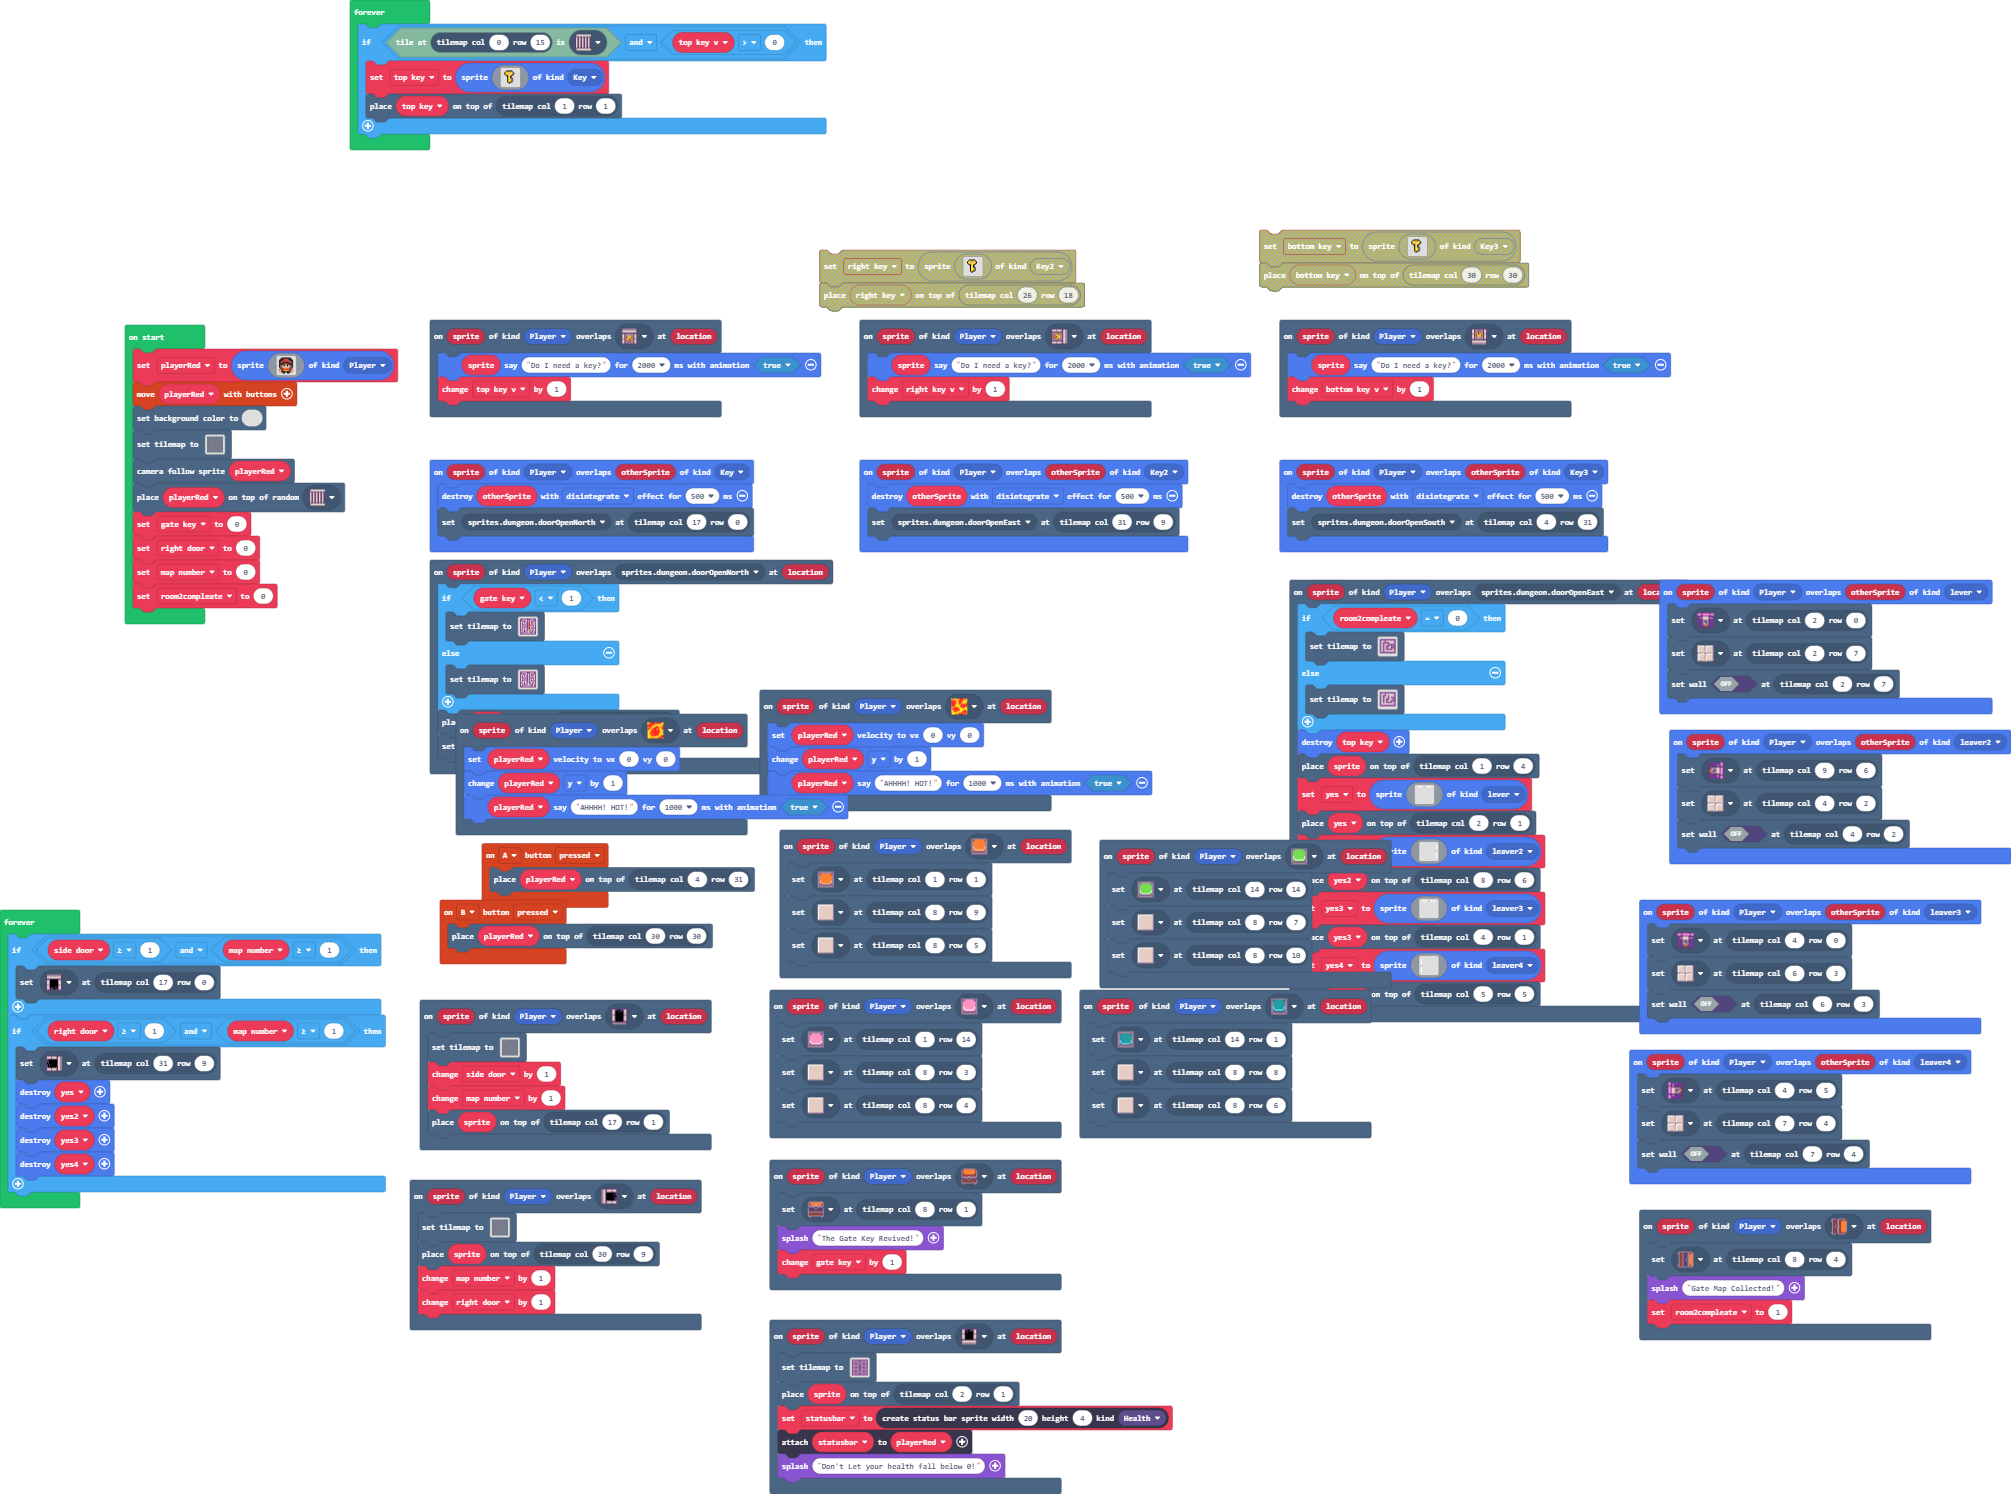 forever
if tile at tilemap col 0 row 15 is and top key v > 0 then
set top key to sprite of kind Key
place top key on top of tilemap col 1 row 1
set right key to sprite of kind Key2
place right key on top of tilemap col 26 row 18
set bottom key to sprite of kind Key3
place bottom key on top of tilemap col 30 row 30
on start
set playerRed to sprite of kind Player
move playerRed with buttons
set background color to
set tilemap to
camera follow sprite playerRed
place playerRed on top of random
set gate key to 0
set right door to 0
set map number to 0
set room2compleate to 0
on sprite of kind Player overlaps at location
sprite say "Do I need a key?" for 2000 ms with animation true
change top key v by 1
on sprite of kind Player overlaps at location
sprite say "Do I need a key?" for 2000 ms with animation true
change right key v by 1
on sprite of kind Player overlaps at location
sprite say "Do I need a key?" for 2000 ms with animation true
change bottom key v by 1
on sprite of kind Player overlaps otherSprite of kind Key
destroy otherSprite with disintegrate effect for 500 ms
set sprites.dungeon.doorOpenNorth at tilemap col 17 row 0
on sprite of kind Player overlaps otherSprite of kind Key2
destroy otherSprite with disintegrate effect for 500 ms
set sprites.dungeon.doorOpenEast at tilemap col 31 row 9
on sprite of kind Player overlaps otherSprite of kind Key3
destroy otherSprite with disintegrate effect for 500 ms
set sprites.dungeon.doorOpenSouth at tilemap col 4 row 31
on sprite of kind Player overlaps sprites.dungeon.doorOpenNorth at location
if gate key < 1 then
set tilemap to
else
set tilemap to
pla
set
on sprite of kind Player overlaps at location
set playerRed velocity to vx 0 vy 0
change playerRed y by 1
playerRed say "AHHHH! HOT!" for 1000 ms with animation true
on sprite of kind Player overlaps at location
set playerRed velocity to vx 0 vy 0
change playerRed y by 1
playerRed say "AHHHH! HOT!" for 1000 ms with animation true
on A button pressed
place playerRed on top of tilemap col 4 row 31
on B button pressed
place playerRed on top of tilemap col 30 row 30
on sprite of kind Player overlaps sprites.dungeon.doorOpenEast at loca
if room2compleate = 0 then
set tilemap to
else
set tilemap to
destroy top key
place sprite on top of tilemap col 1 row 4
set yes to sprite of kind lever
place yes on top of tilemap col 2 row 1
rite of kind leaver2
ce yes2 on top of tilemap col 8 row 6
t yes3 to sprite of kind leaver3
ce yes3 on top of tilemap col 4 row 1
t yes4 to sprite of kind leaver4
on top of tilemap col 5 row 5
on sprite of kind Player overlaps otherSprite of kind lever
set at tilemap col 2 row 0
set at tilemap col 2 row 7
set wall OFF at tilemap col 2 row 7
on sprite of kind Player overlaps otherSprite of kind leaver2
set at tilemap col 9 row 6
set at tilemap col 4 row 2
set wall OFF at tilemap col 4 row 2
on sprite of kind Player overlaps otherSprite of kind leaver3
set at tilemap col 4 row 0
set at tilemap col 6 row 3
set wall OFF at tilemap col 6 row 3
on sprite of kind Player overlaps otherSprite of kind leaver4
set at tilemap col 4 row 5
set at tilemap col 7 row 4
set wall OFF at tilemap col 7 row 4
on sprite of kind Player overlaps at location
set at tilemap col 8 row 4
splash "Gate Map Collected!"
set room2compleate to 1
forever
if side door ≥ 1 and map number ≥ 1 then
set at tilemap col 17 row 0
if right door ≥ 1 and map number ≥ 1 then
set at tilemap col 31 row 9
destroy yes
destroy yes2
destroy yes3
destroy yes4
on sprite of kind Player overlaps at location
set tilemap to
change side door by 1
change map number by 1
place sprite on top of tilemap col 17 row 1
on sprite of kind Player overlaps at location
set tilemap to
place sprite on top of tilemap col 30 row 9
change map number by 1
change right door by 1
on sprite of kind Player overlaps at location
set at tilemap col 1 row 1
set at tilemap col 8 row 9
set at tilemap col 8 row 5
on sprite of kind Player overlaps at location
set at tilemap col 14 row 14
set at tilemap col 8 row 7
set at tilemap col 8 row 10
on sprite of kind Player overlaps at location
set at tilemap col 1 row 14
set at tilemap col 8 row 3
set at tilemap col 8 row 4
on sprite of kind Player overlaps at location
set at tilemap col 14 row 1
set at tilemap col 8 row 8
set at tilemap col 8 row 6
on sprite of kind Player overlaps at location
set at tilemap col 8 row 1
splash "The Gate Key Revived!"
change gate key by 1
on sprite of kind Player overlaps at location
set tilemap to
place sprite on top of tilemap col 2 row 1
set statusbar to create status bar sprite width 20 height 4 kind Health
attach statusbar to playerRed
splash "Don't Let your health fall below 0!"